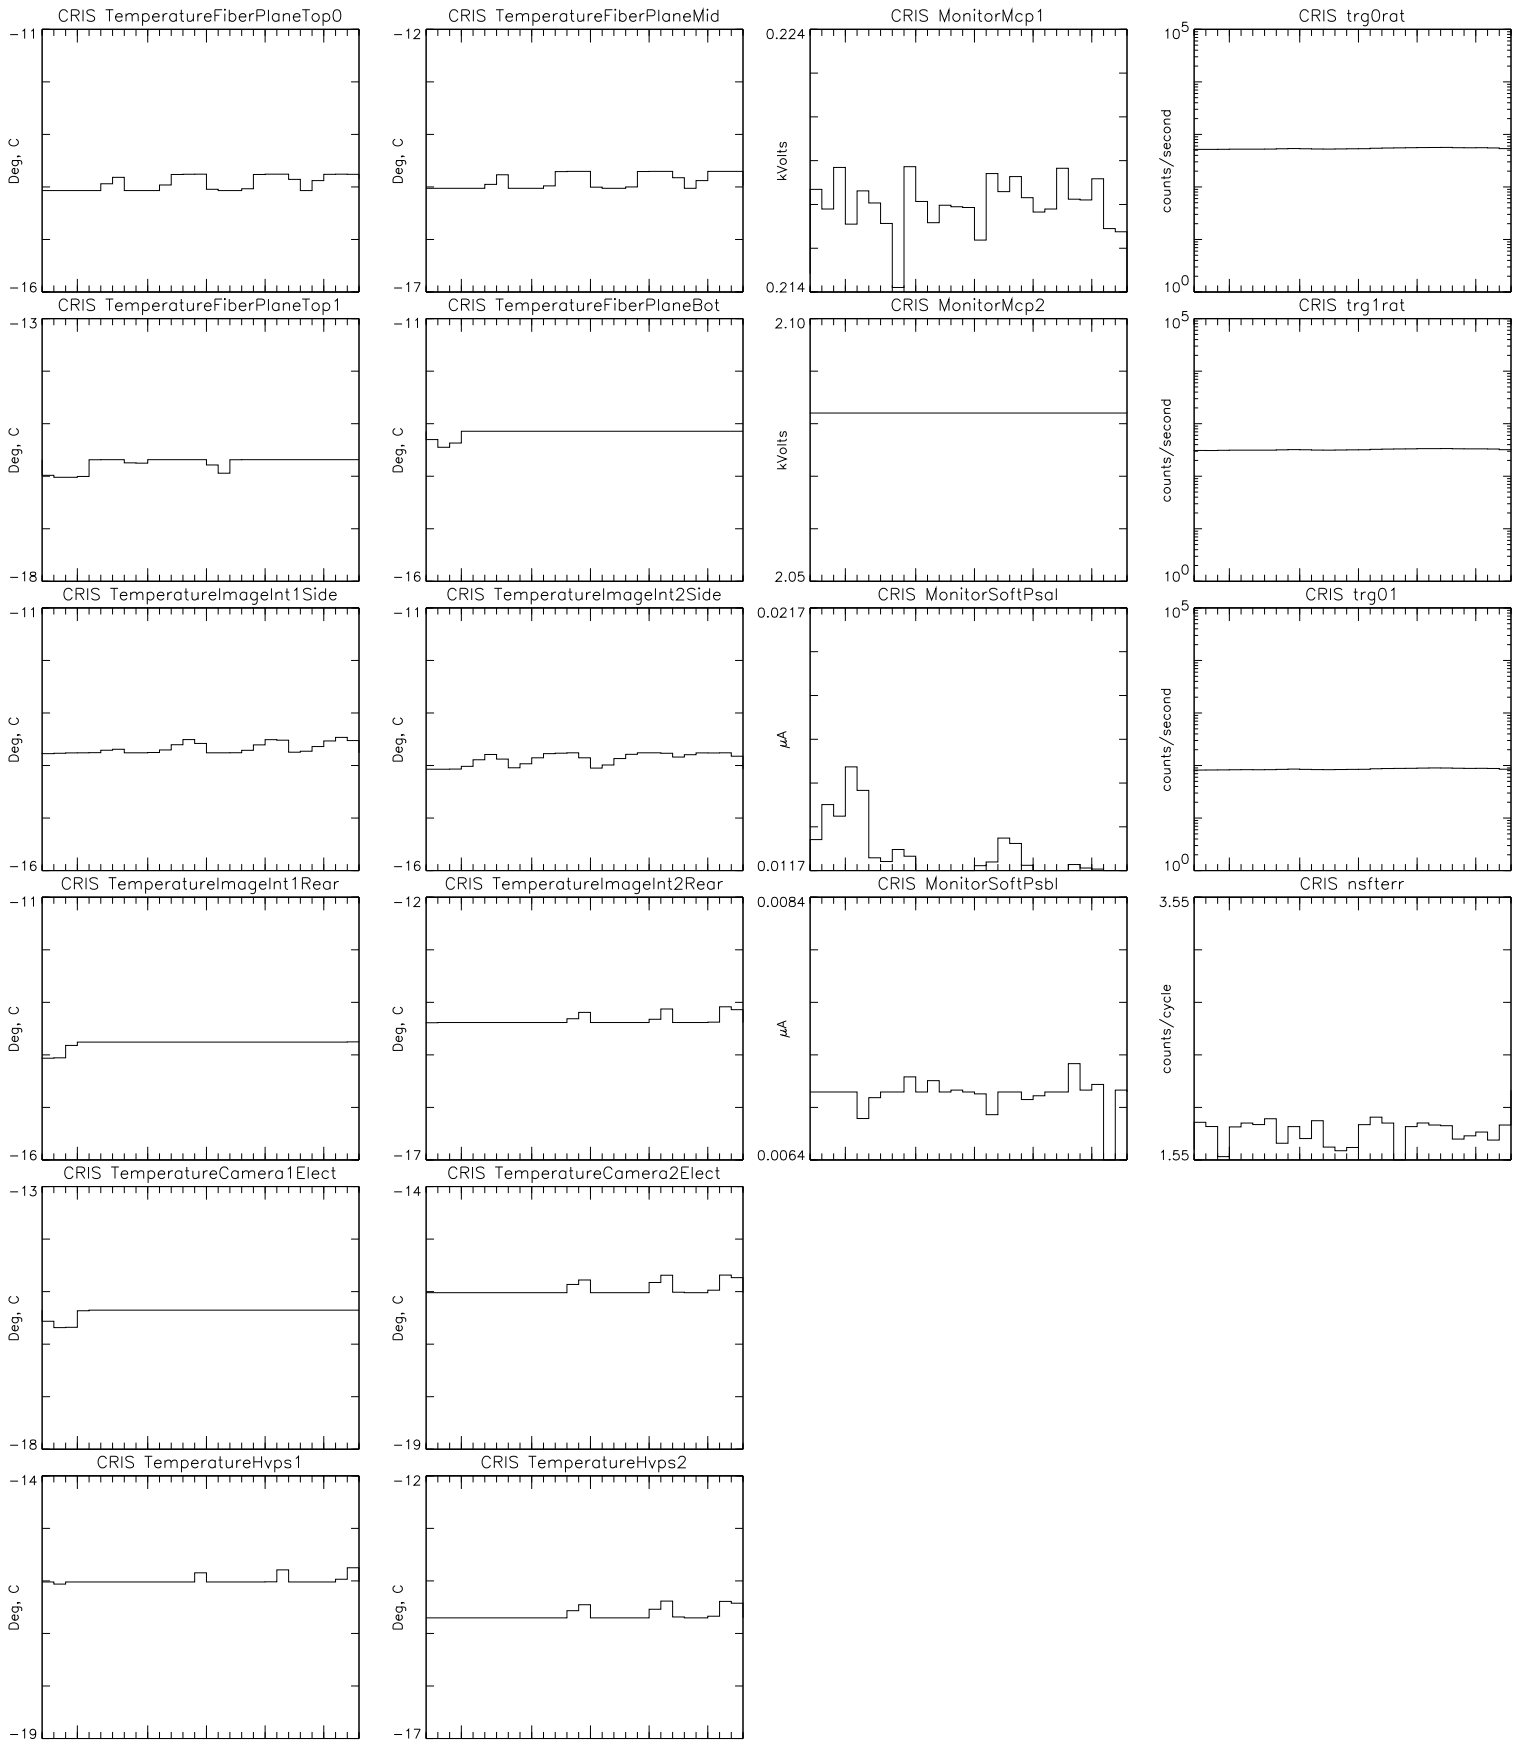 CRIS TemperatureFiberPlaneTop0
-11
Deg, C
-16
CRIS TemperatureFiberPlaneMid
-12
Deg, C
-17
CRIS MonitorMcp1
0.224
kVolts
0.214
CRIS trg0rat
10^5
counts/second
10^0
CRIS TemperatureFiberPlaneTop1
-13
Deg, C
-18
CRIS TemperatureFiberPlaneBot
-11
Deg, C
-16
CRIS MonitorMcp2
2.10
kVolts
2.05
CRIS trg1rat
10^5
counts/second
10^0
CRIS TemperatureImageInt1Side
-11
Deg, C
-16
CRIS TemperatureImageInt2Side
-11
Deg, C
-16
CRIS MonitorSoftPsaI
0.0217
μA
0.0117
CRIS trg01
10^5
counts/second
10^0
CRIS TemperatureImageInt1Rear
-11
Deg, C
-16
CRIS TemperatureImageInt2Rear
-12
Deg, C
-17
CRIS MonitorSoftPsbI
0.0084
μA
0.0064
CRIS nsfterr
3.55
counts/cycle
1.55
CRIS TemperatureCamera1Elect
-13
Deg, C
-18
CRIS TemperatureCamera2Elect
-14
Deg, C
-19
CRIS TemperatureHvps1
-14
Deg, C
-19
CRIS TemperatureHvps2
-12
Deg, C
-17